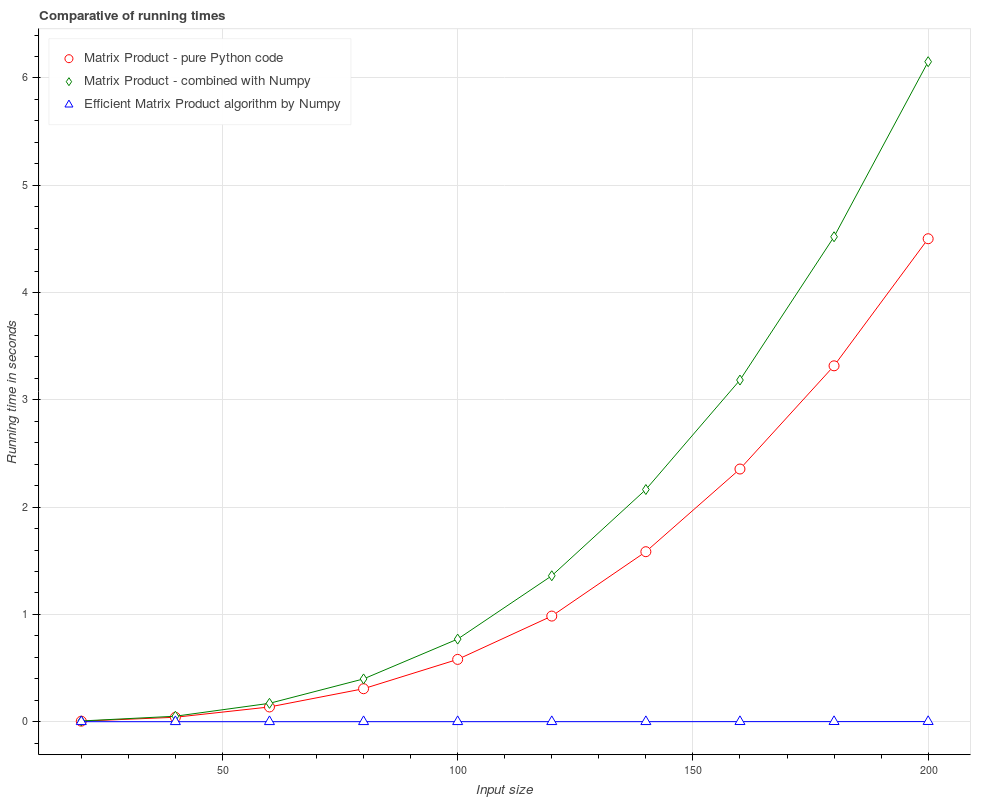 Comparative of running times
Matrix Product - pure Python code
Matrix Product - combined with Numpy
Efficient Matrix Product algorithm by Numpy
6
5
4
3
2
1
0
Running time in seconds
50
100
150
200
Input size